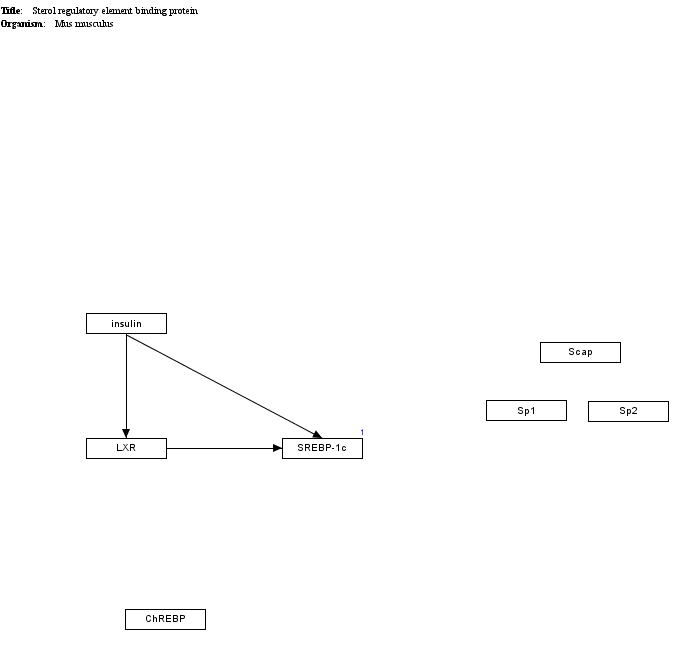 Title: Sterol regulatory element binding protein
Organism: Mus musculus
insulin
Scap
Sp1 Sp2
1
LXR SREBP-1c
ChREBP